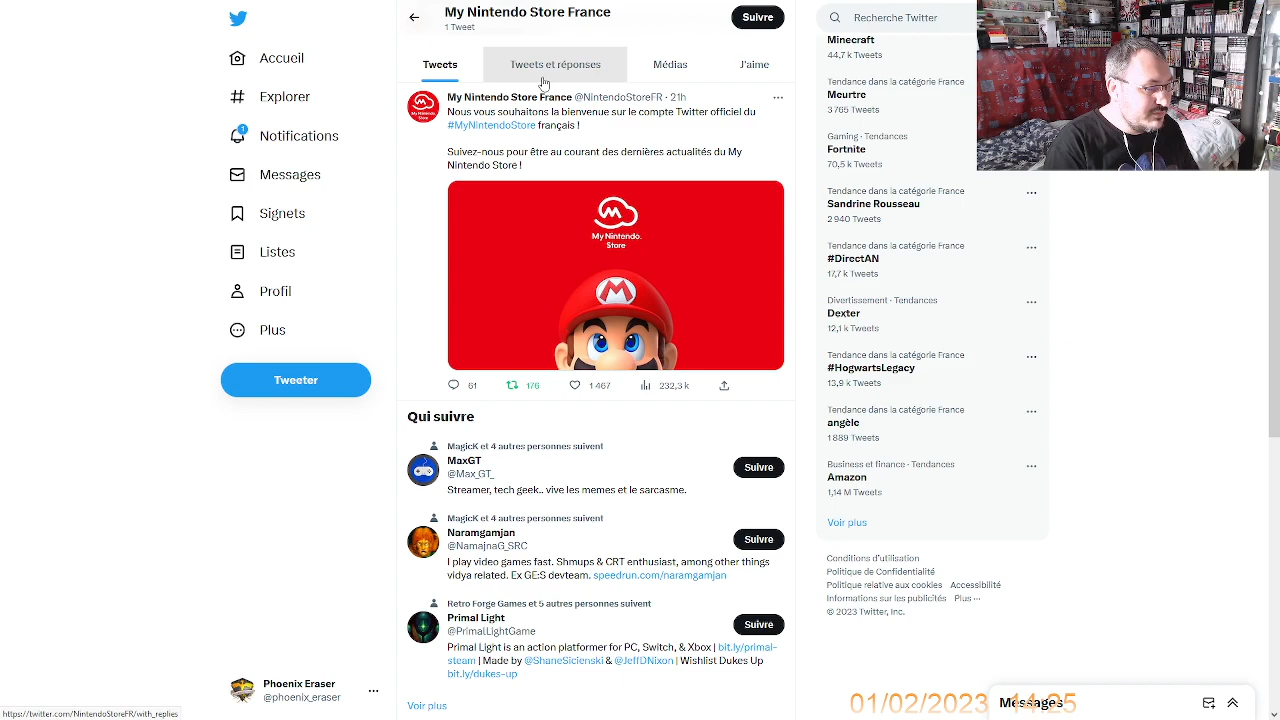 Accueil
Explorer
1
Notifications
Messages
Signets
Listes
Profil
Plus
Tweeter
Phoenix Eraser
@phoenix_eraser
https://twitter.com/NintendoStoreFR/with_replies
My Nintendo Store France
1 Tweet
Suivre
Tweets
Tweets et réponses
Médias
J'aime
My Nintendo Store France @NintendoStoreFR · 21h
Nous vous souhaitons la bienvenue sur le compte Twitter officiel du
#MyNintendoStore français !
Suivez-nous pour être au courant des dernières actualités du My
Nintendo Store !
My Nintendo
Store
My Nintendo
Store
61
176
1 467
232,3 k
Qui suivre
MagicK et 4 autres personnes suivent
MaxGT
@Max_GT_
Suivre
Streamer, tech geek.. vive les memes et le sarcasme.
MagicK et 4 autres personnes suivent
Naramgamjan
@NamajnaG_SRC
Suivre
I play video games fast. Shmups & CRT enthusiast, among other things
vidya related. Ex GE:S devteam. speedrun.com/naramgamjan
Retro Forge Games et 5 autres personnes suivent
Primal Light
@PrimalLightGame
Suivre
Primal Light is an action platformer for PC, Switch, & Xbox | bit.ly/primal-
steam | Made by @ShaneSicienski & @JeffDNixon | Wishlist Dukes Up
bit.ly/dukes-up
Voir plus
Recherche Twitter
Minecraft
44,7 k Tweets
Tendance dans la catégorie France
Meurtre
3 765 Tweets
Gaming · Tendances
Fortnite
70,5 k Tweets
Tendance dans la catégorie France
Sandrine Rousseau
2 940 Tweets
Tendance dans la catégorie France
#DirectAN
17,7 k Tweets
Divertissement · Tendances
Dexter
12,1 k Tweets
Tendance dans la catégorie France
#HogwartsLegacy
13,9 k Tweets
Tendance dans la catégorie France
angèle
1 889 Tweets
Business et finance · Tendances
Amazon
1,14 M Tweets
Voir plus
Conditions d'utilisation
Politique de Confidentialité
Politique relative aux cookies Accessibilité
Informations sur les publicités Plus ···
© 2023 Twitter, Inc.
01/02/2023 14:25
Messages